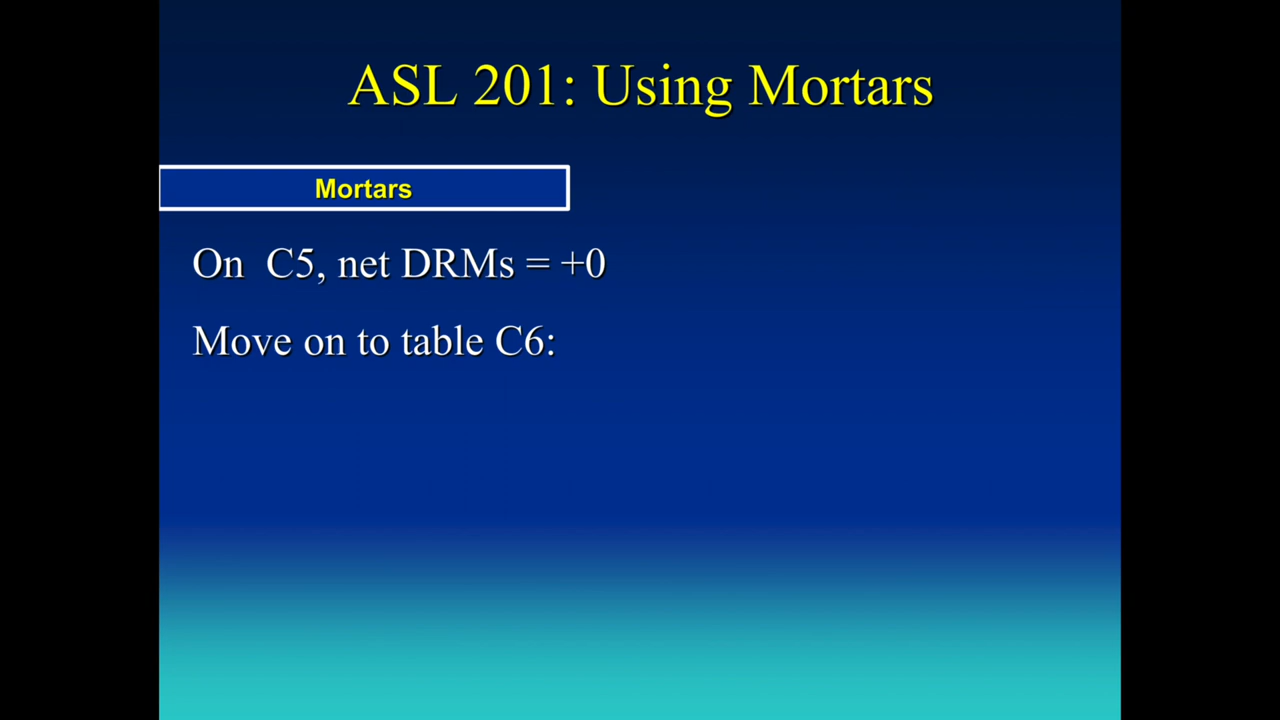 ASL 201: Using Mortars
Mortars
On  C5, net DRMs = +0
Move on to table C6: